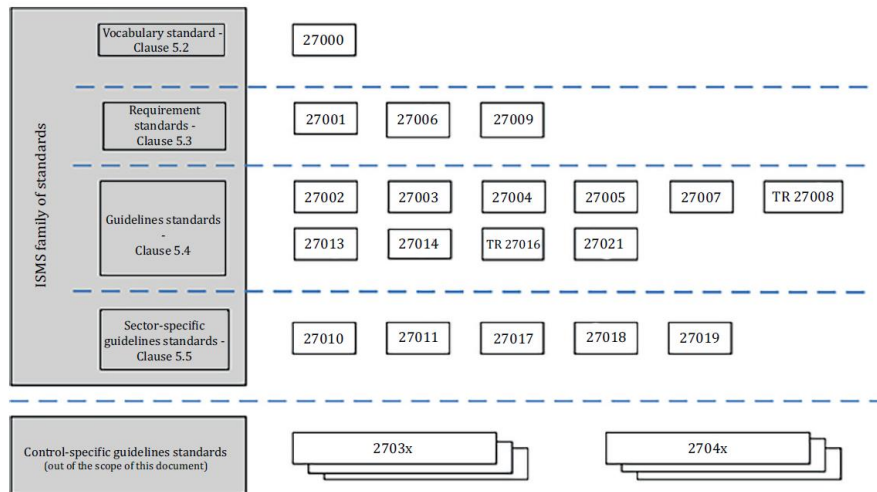 ISMS family of standards
Vocabulary standard -
Clause 5.2
27000
Requirement
standards -
Clause 5.3
27001 27006 27009
Guidelines standards
-
Clause 5.4
27002 27003 27004 27005 27007 TR 27008
27013 27014 TR 27016 27021
Sector-specific
guidelines standards -
Clause 5.5
27010 27011 27017 27018 27019
Control-specific guidelines standards
(out of the scope of this document)
2703x 2704x